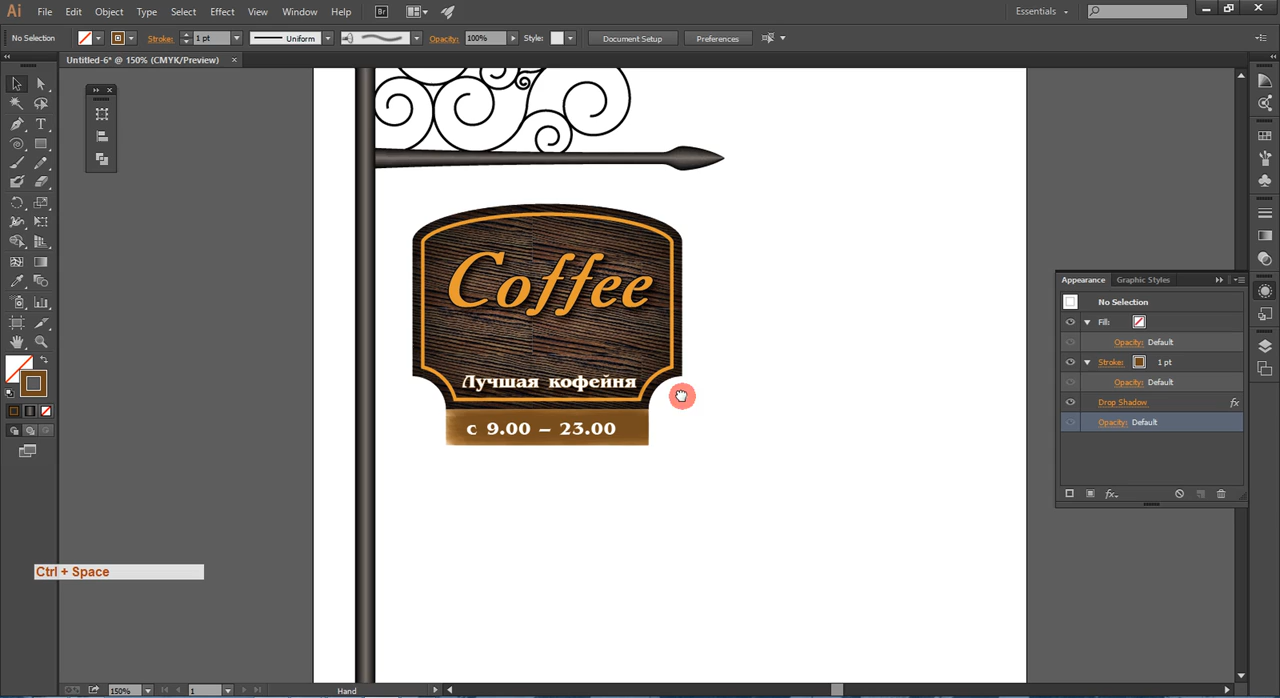 Ai File Edit Object Type Select Effect View Window Help Br Essentials
No Selection Stroke: 1 pt Uniform Opacity: 100% Style: Document Setup Preferences
Untitled-6* @ 150% (CMYK/Preview)
Coffee
Лучшая кофейня
с 9.00 – 23.00
Appearance Graphic Styles
No Selection
Fill:
Opacity: Default
Stroke: 1 pt
Opacity: Default
Drop Shadow fx
Opacity: Default
fx.
Ctrl + Space
150% 1 Hand